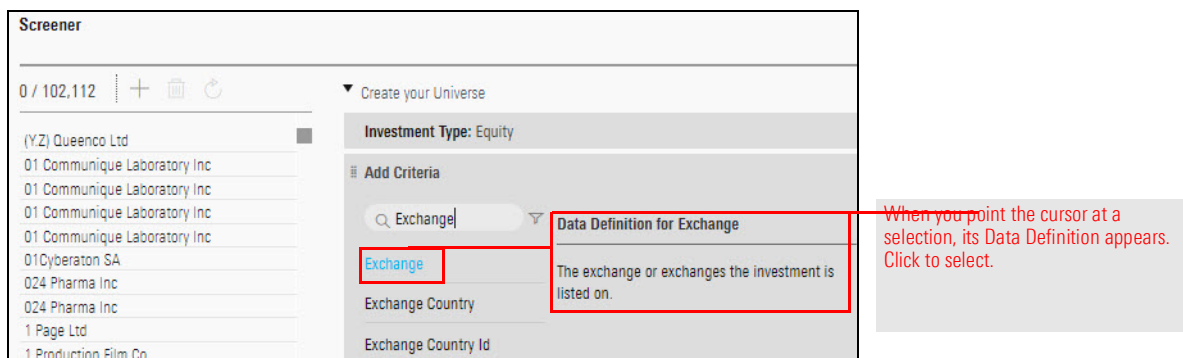 Screener
0 / 102,112
(Y.Z) Queenco Ltd
01 Communique Laboratory Inc
01 Communique Laboratory Inc
01 Communique Laboratory Inc
01 Communique Laboratory Inc
01Cyberaton SA
024 Pharma Inc
024 Pharma Inc
1 Page Ltd
1 Production Film Co
Create your Universe
Investment Type: Equity
Add Criteria
Exchange
Exchange
Exchange Country
Exchange Country Id
Data Definition for Exchange
The exchange or exchanges the investment is
listed on.
When you point the cursor at a
selection, its Data Definition appears.
Click to select.